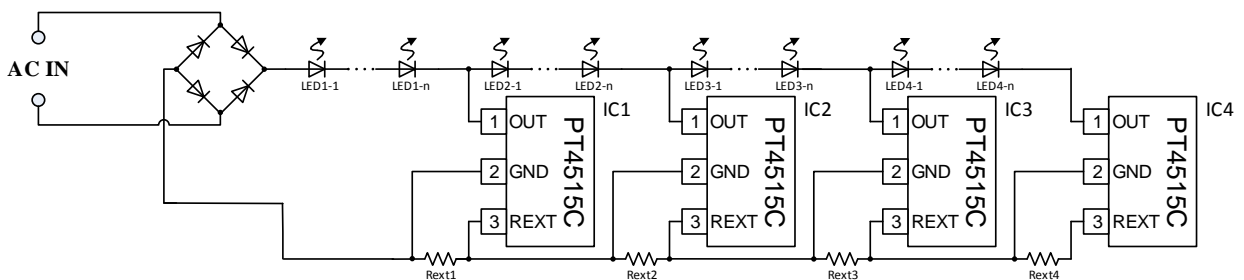 AC IN
LED1-1
LED1-n
LED2-1
LED2-n
LED3-1
LED3-n
LED4-1
LED4-n
IC1
1 OUT
2 GND
3 REXT
PT4515C
IC2
1 OUT
2 GND
3 REXT
PT4515C
IC3
1 OUT
2 GND
3 REXT
PT4515C
IC4
1 OUT
2 GND
3 REXT
PT4515C
Rext1
Rext2
Rext3
Rext4